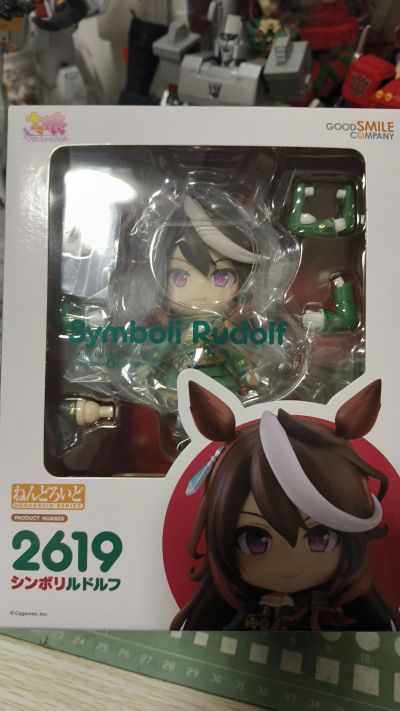 GOOD SMILE
COMPANY
Symboli Rudolf
ねんどろいど
NENDOROID SERIES
PRODUCT NUMBER
2619
シンボリルドルフ
© Cygames, Inc.